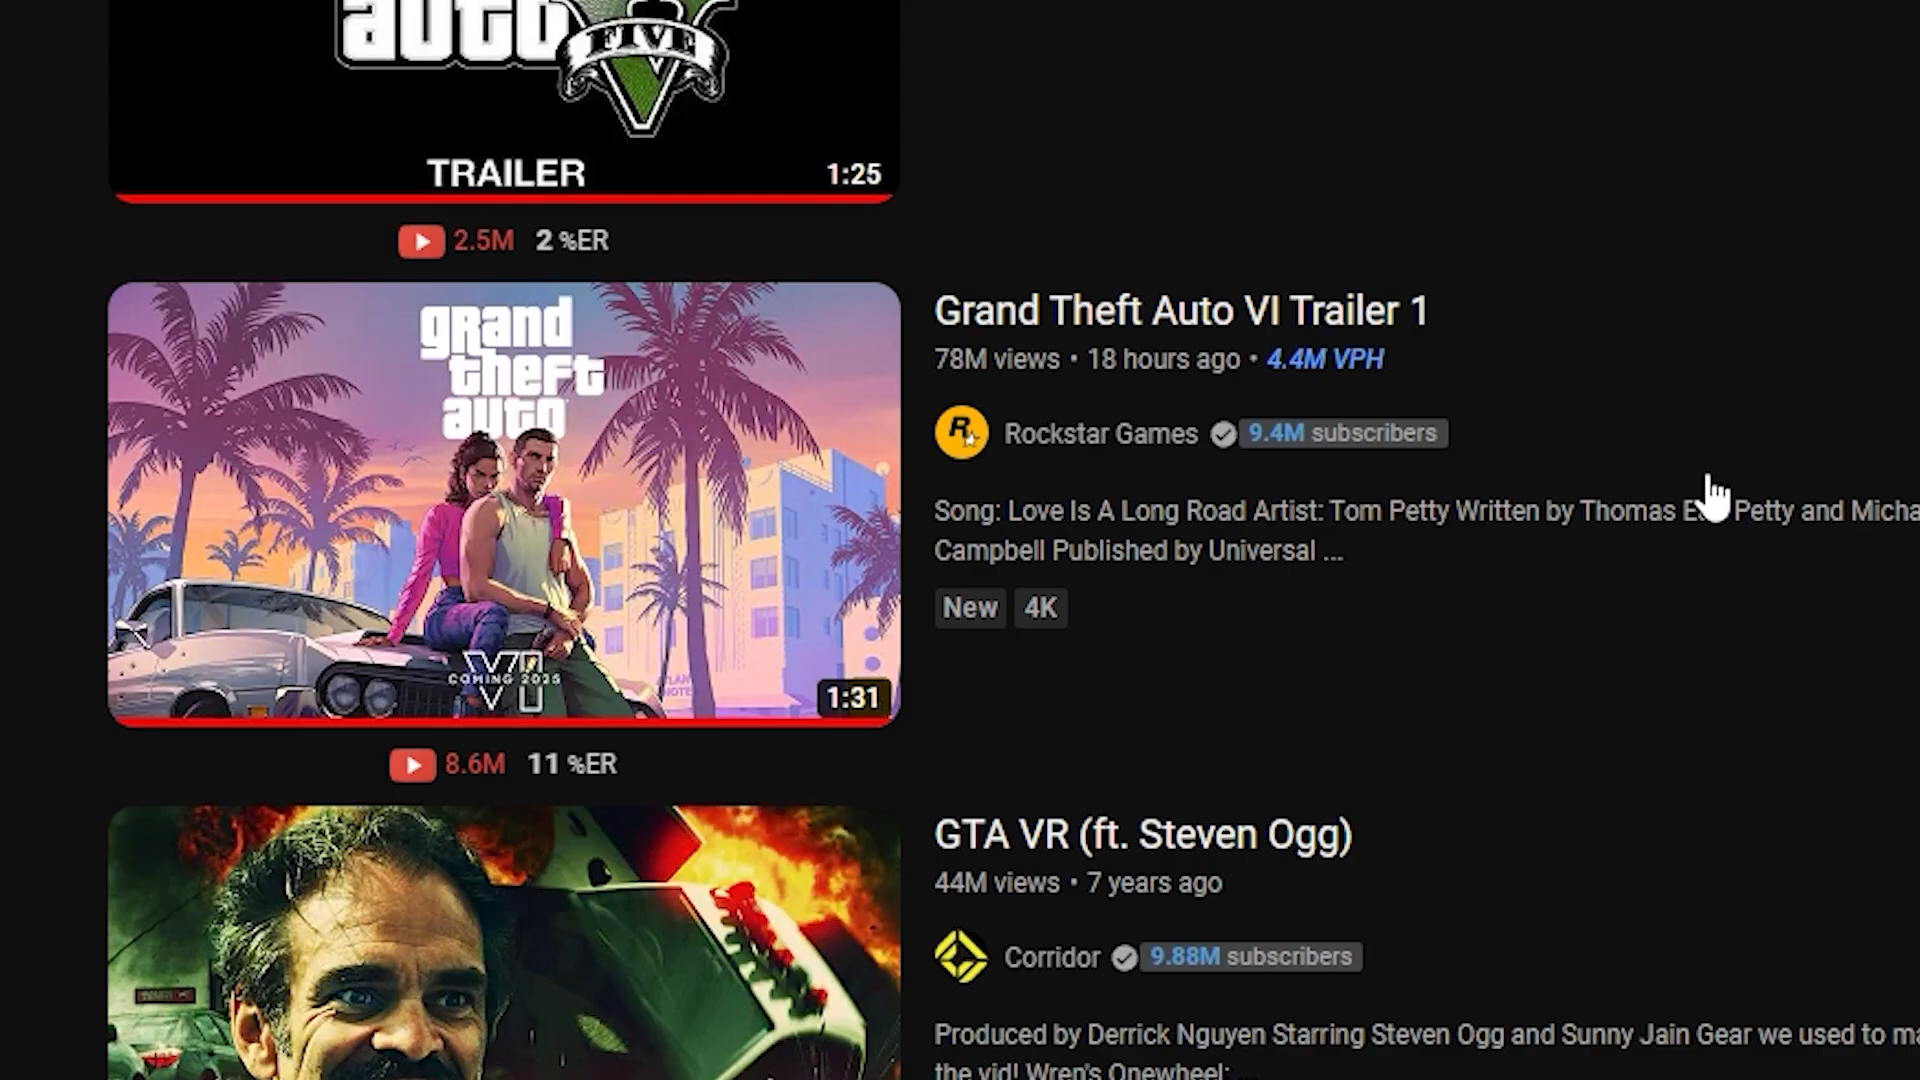 auto
FIVE
TRAILER
1:25
2.5M 2 %ER
grand
theft
auto
VI
COMING 2025
1:31
Grand Theft Auto VI Trailer 1
78M views • 18 hours ago • 4.4M VPH
R
Rockstar Games 9.4M subscribers
Song: Love Is A Long Road Artist: Tom Petty Written by Thomas E Petty and Micha
Campbell Published by Universal ...
New 4K
8.6M 11 %ER
GTA VR (ft. Steven Ogg)
44M views • 7 years ago
Corridor 9.88M subscribers
Produced by Derrick Nguyen Starring Steven Ogg and Sunny Jain Gear we used to ma
the vid! Wren's Onewheel: ...